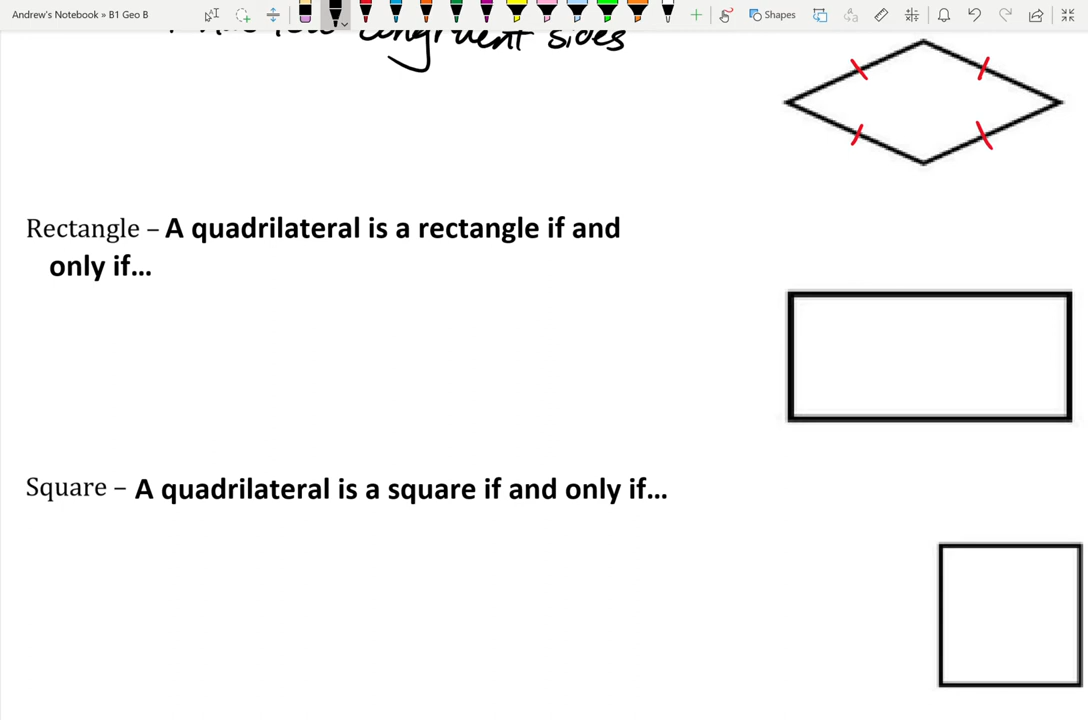 Andrew's Notebook » B1 Geo B
Shapes
congruent sides
Rectangle – A quadrilateral is a rectangle if and
only if...
Square – A quadrilateral is a square if and only if...